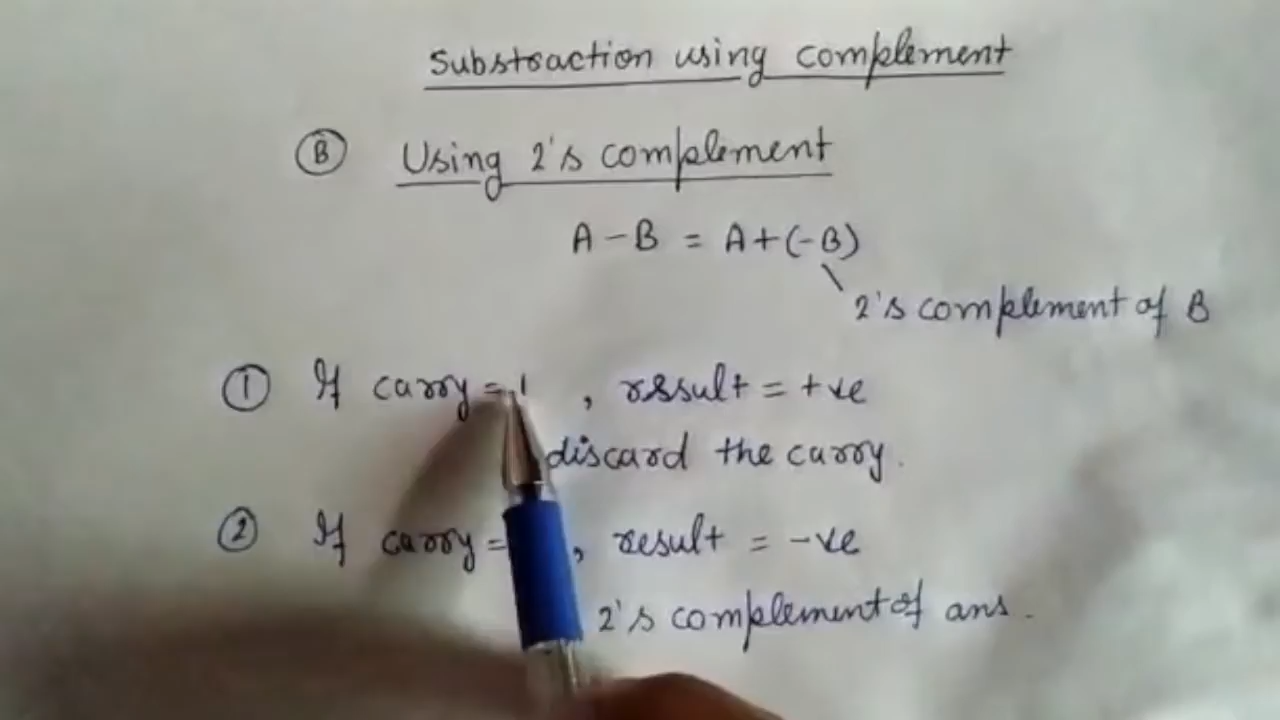 Substraction using complement
B Using 2's complement
A - B = A + (-B)
2's complement of B
1 If carry = 1 , result = +ve
discard the carry.
2 If carry = , result = -ve
2's complement of ans.